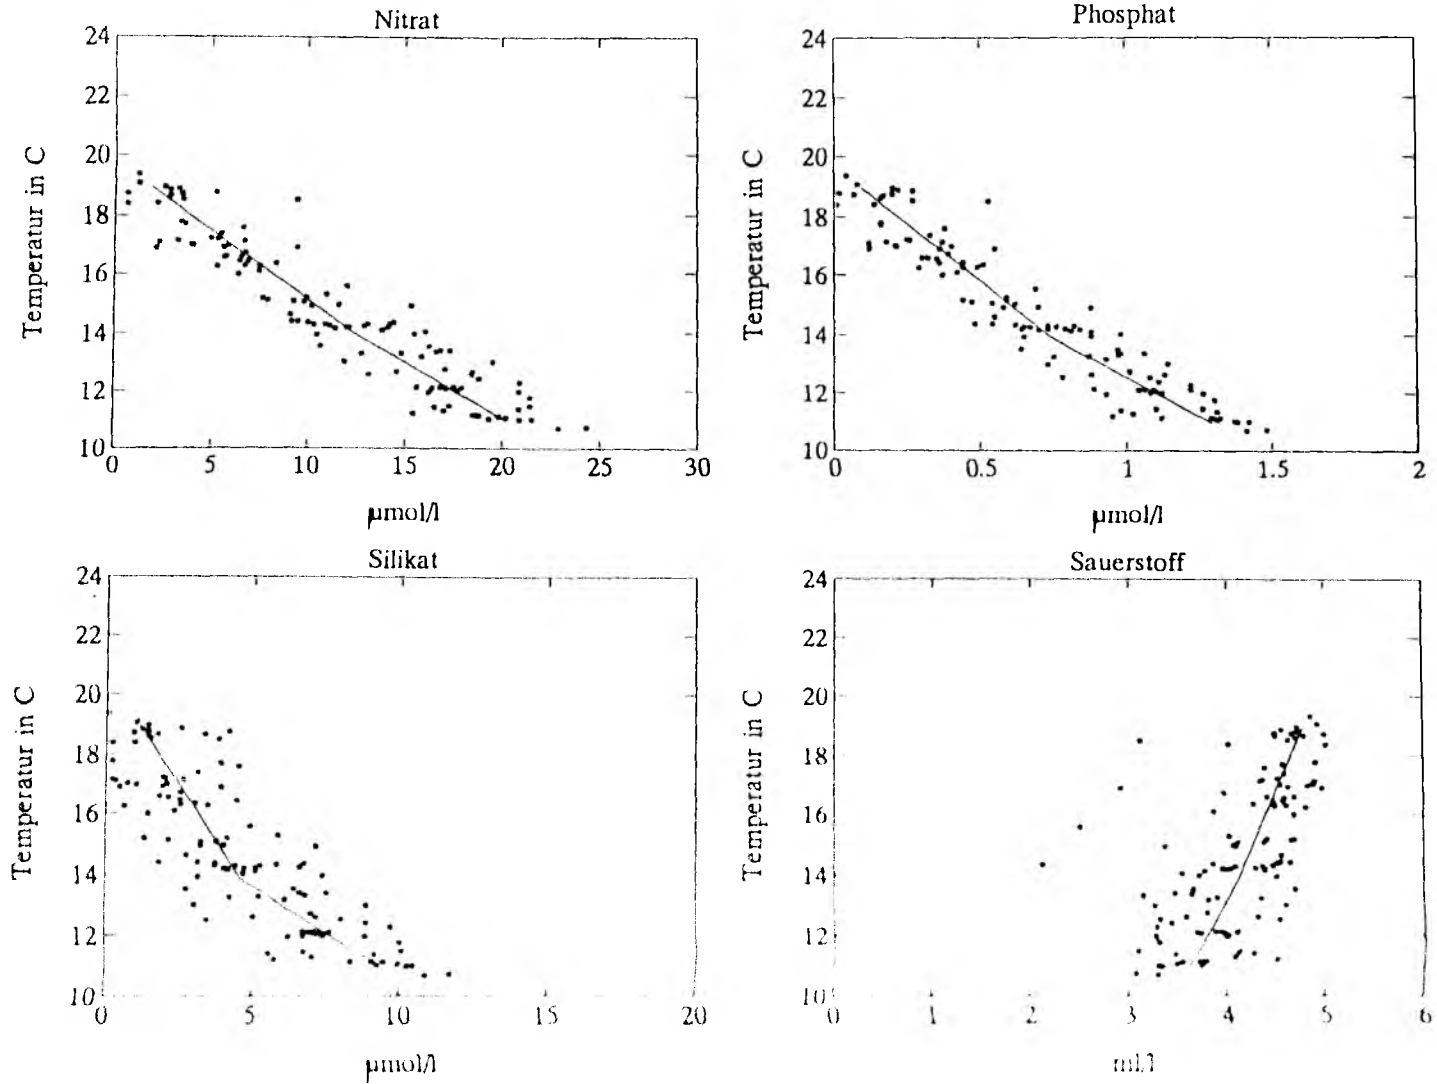 Nitrat
24
22
20
18
16
14
12
10
Temperatur in C
0 5 10 15 20 25 30
µmol/l
Phosphat
24
22
20
18
16
14
12
10
Temperatur in C
0 0.5 1 1.5 2
µmol/l
Silikat
24
22
20
18
16
14
12
10
Temperatur in C
0 5 10 15 20
µmol/l
Sauerstoff
24
22
20
18
16
14
12
10
Temperatur in C
0 1 2 3 4 5 6
ml/l